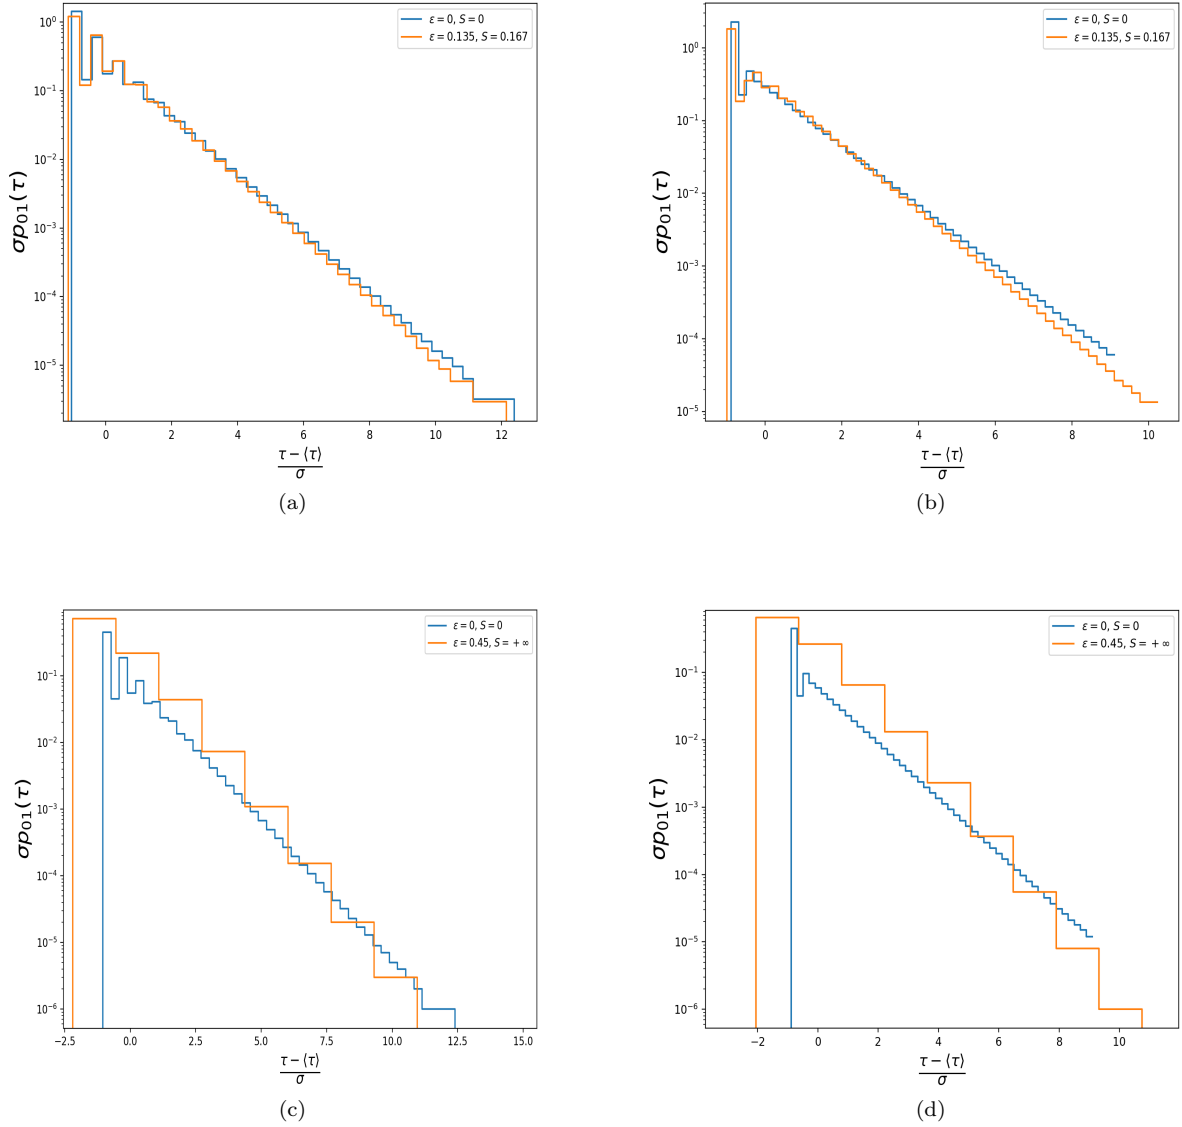 ε = 0, S = 0
ε = 0.135, S = 0.167
10⁰
10⁻¹
10⁻²
10⁻³
10⁻⁴
10⁻⁵
σp₀₁(τ)
0 2 4 6 8 10 12
τ − ⟨τ⟩
σ
(a)
ε = 0, S = 0
ε = 0.135, S = 0.167
10⁰
10⁻¹
10⁻²
10⁻³
10⁻⁴
10⁻⁵
σp₀₁(τ)
0 2 4 6 8 10
τ − ⟨τ⟩
σ
(b)
ε = 0, S = 0
ε = 0.45, S = +∞
10⁻¹
10⁻²
10⁻³
10⁻⁴
10⁻⁵
10⁻⁶
σp₀₁(τ)
−2.5 0.0 2.5 5.0 7.5 10.0 12.5 15.0
τ − ⟨τ⟩
σ
(c)
ε = 0, S = 0
ε = 0.45, S = +∞
10⁻¹
10⁻²
10⁻³
10⁻⁴
10⁻⁵
10⁻⁶
σp₀₁(τ)
−2 0 2 4 6 8 10
τ − ⟨τ⟩
σ
(d)